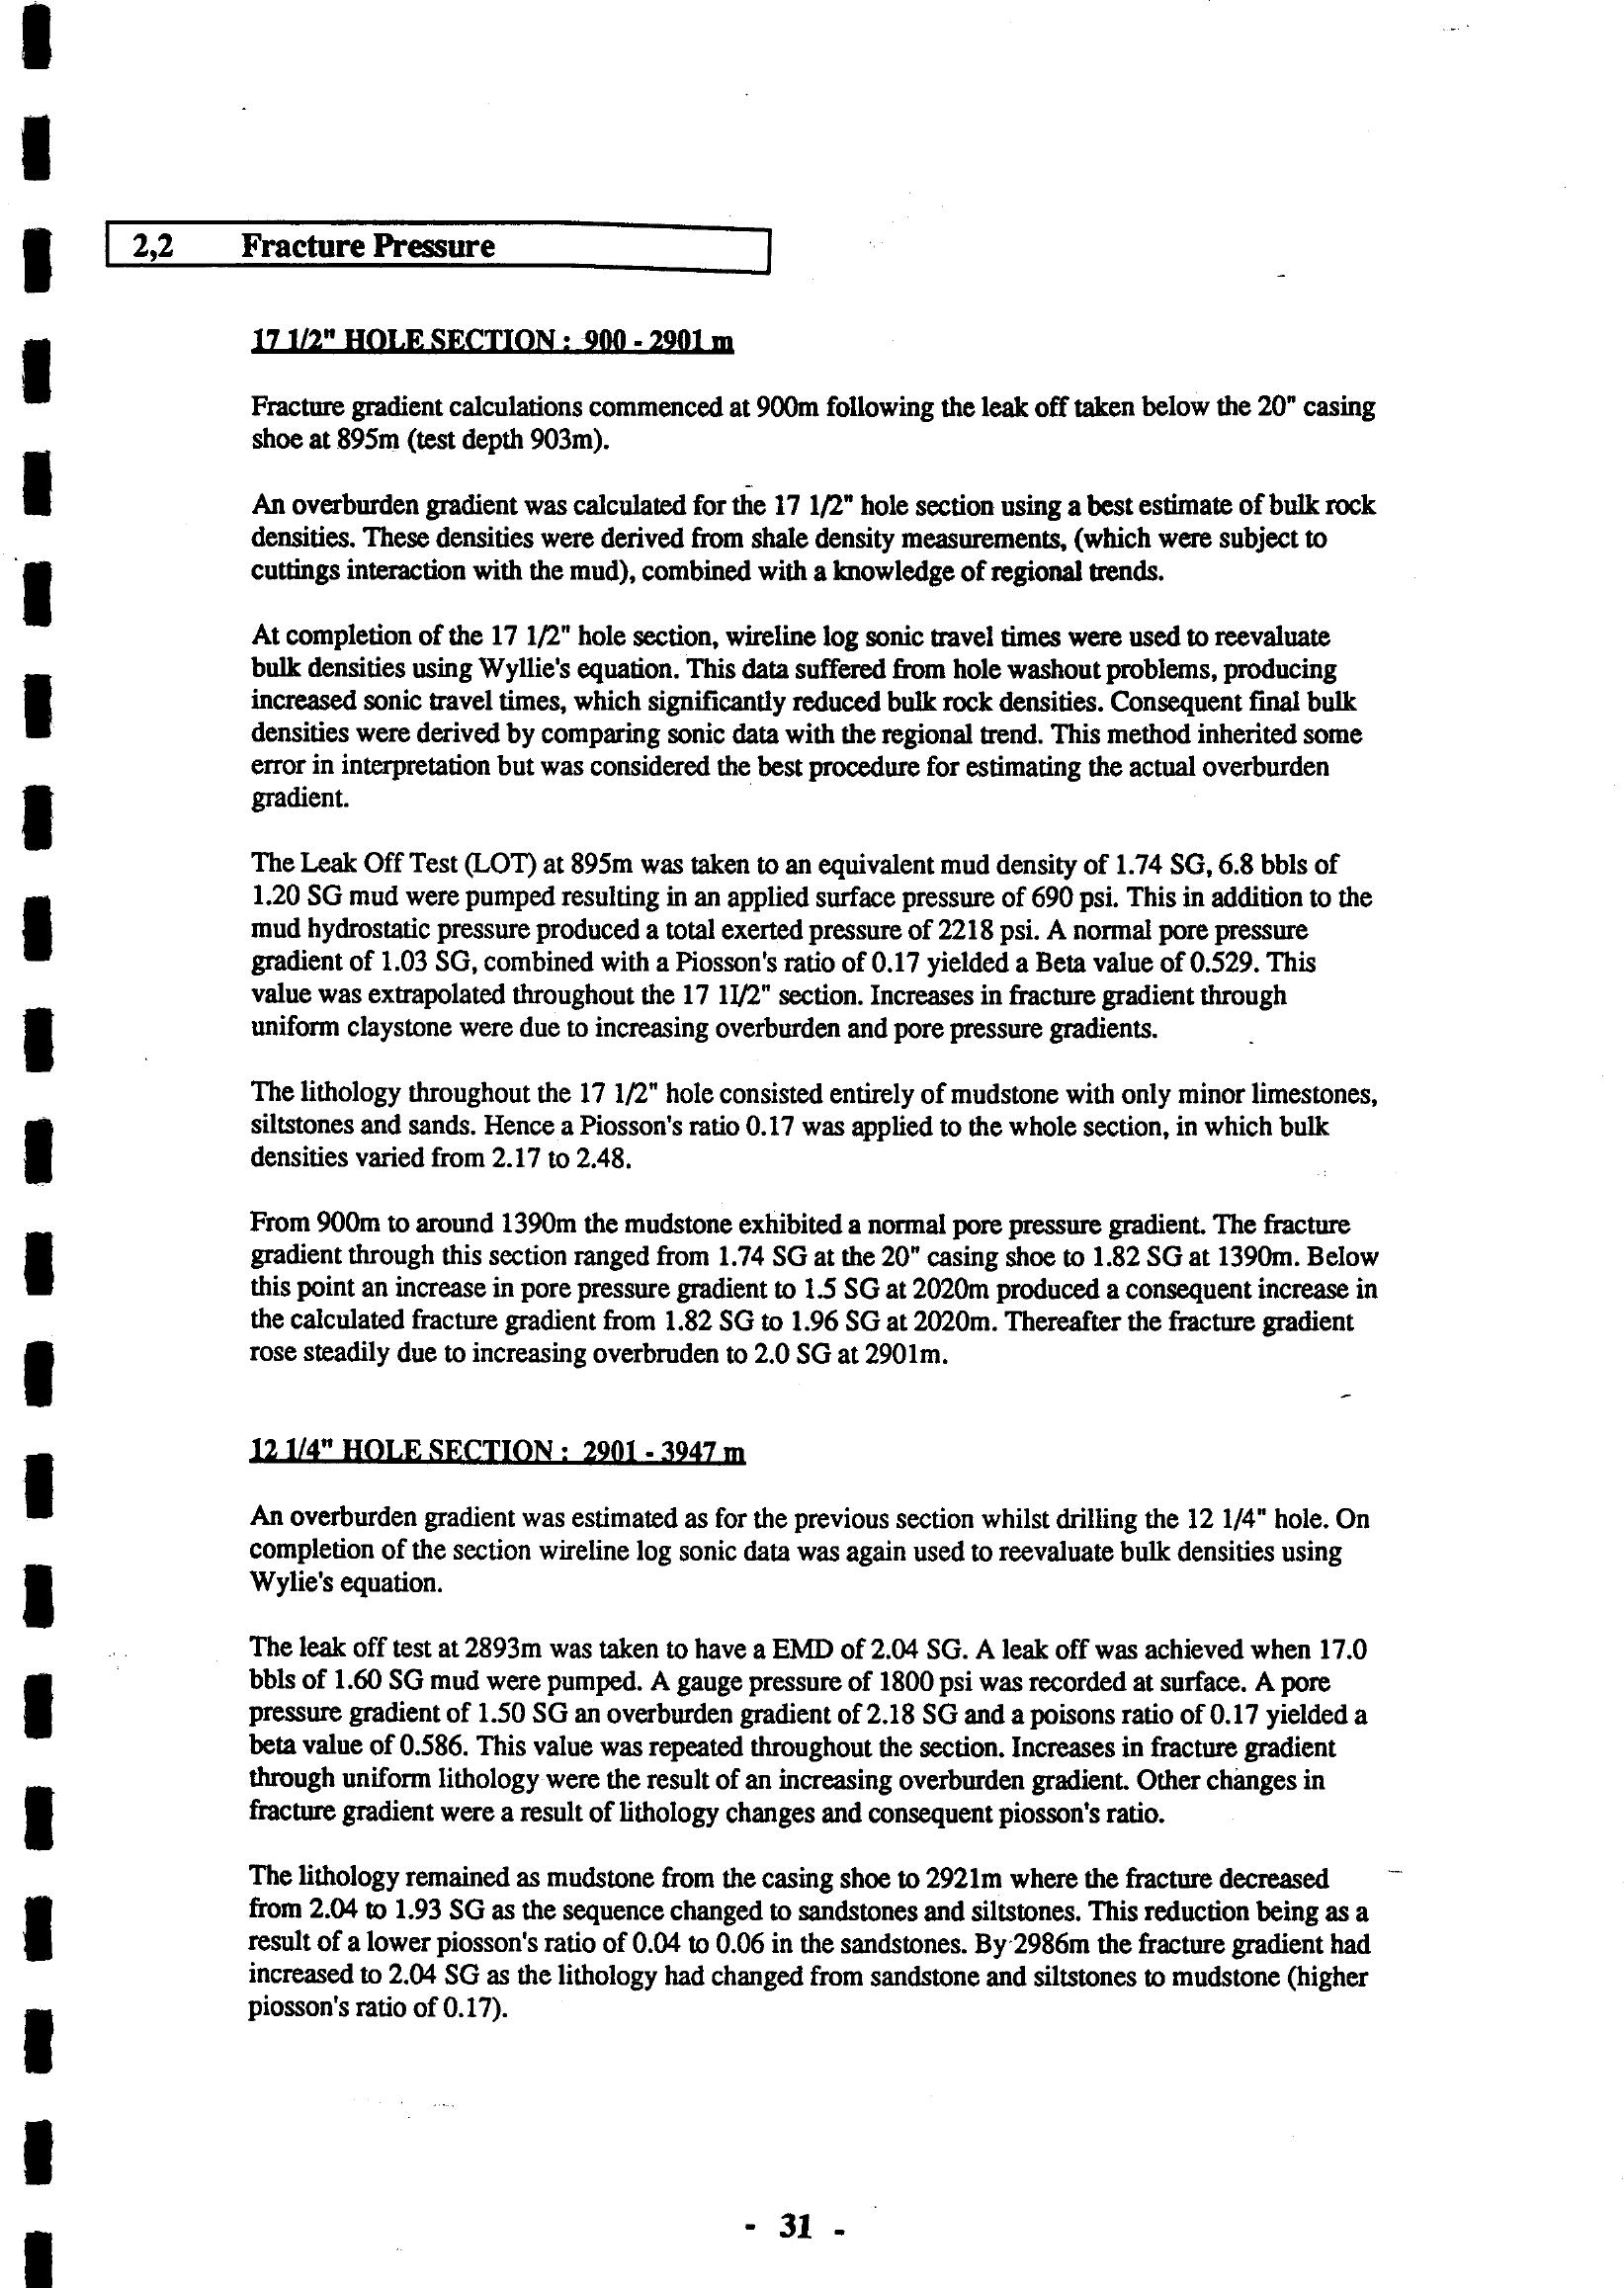 2,2 Fracture Pressure
17 1/2" HOLE SECTION : 900 - 2901 m
Fracture gradient calculations commenced at 900m following the leak off taken below the 20" casing
shoe at 895m (test depth 903m).
An overburden gradient was calculated for the 17 1/2" hole section using a best estimate of bulk rock
densities. These densities were derived from shale density measurements, (which were subject to
cuttings interaction with the mud), combined with a knowledge of regional trends.
At completion of the 17 1/2" hole section, wireline log sonic travel times were used to reevaluate
bulk densities using Wyllie's equation. This data suffered from hole washout problems, producing
increased sonic travel times, which significantly reduced bulk rock densities. Consequent final bulk
densities were derived by comparing sonic data with the regional trend. This method inherited some
error in interpretation but was considered the best procedure for estimating the actual overburden
gradient.
The Leak Off Test (LOT) at 895m was taken to an equivalent mud density of 1.74 SG, 6.8 bbls of
1.20 SG mud were pumped resulting in an applied surface pressure of 690 psi. This in addition to the
mud hydrostatic pressure produced a total exerted pressure of 2218 psi. A normal pore pressure
gradient of 1.03 SG, combined with a Piosson's ratio of 0.17 yielded a Beta value of 0.529. This
value was extrapolated throughout the 17 1I/2" section. Increases in fracture gradient through
uniform claystone were due to increasing overburden and pore pressure gradients.
The lithology throughout the 17 1/2" hole consisted entirely of mudstone with only minor limestones,
siltstones and sands. Hence a Piosson's ratio 0.17 was applied to the whole section, in which bulk
densities varied from 2.17 to 2.48.
From 900m to around 1390m the mudstone exhibited a normal pore pressure gradient. The fracture
gradient through this section ranged from 1.74 SG at the 20" casing shoe to 1.82 SG at 1390m. Below
this point an increase in pore pressure gradient to 1.5 SG at 2020m produced a consequent increase in
the calculated fracture gradient from 1.82 SG to 1.96 SG at 2020m. Thereafter the fracture gradient
rose steadily due to increasing overbruden to 2.0 SG at 2901m.
12 1/4" HOLE SECTION : 2901 - 3947 m
An overburden gradient was estimated as for the previous section whilst drilling the 12 1/4" hole. On
completion of the section wireline log sonic data was again used to reevaluate bulk densities using
Wylie's equation.
The leak off test at 2893m was taken to have a EMD of 2.04 SG. A leak off was achieved when 17.0
bbls of 1.60 SG mud were pumped. A gauge pressure of 1800 psi was recorded at surface. A pore
pressure gradient of 1.50 SG an overburden gradient of 2.18 SG and a poisons ratio of 0.17 yielded a
beta value of 0.586. This value was repeated throughout the section. Increases in fracture gradient
through uniform lithology were the result of an increasing overburden gradient. Other changes in
fracture gradient were a result of lithology changes and consequent piosson's ratio.
The lithology remained as mudstone from the casing shoe to 2921m where the fracture decreased
from 2.04 to 1.93 SG as the sequence changed to sandstones and siltstones. This reduction being as a
result of a lower piosson's ratio of 0.04 to 0.06 in the sandstones. By 2986m the fracture gradient had
increased to 2.04 SG as the lithology had changed from sandstone and siltstones to mudstone (higher
piosson's ratio of 0.17).
- 31 -